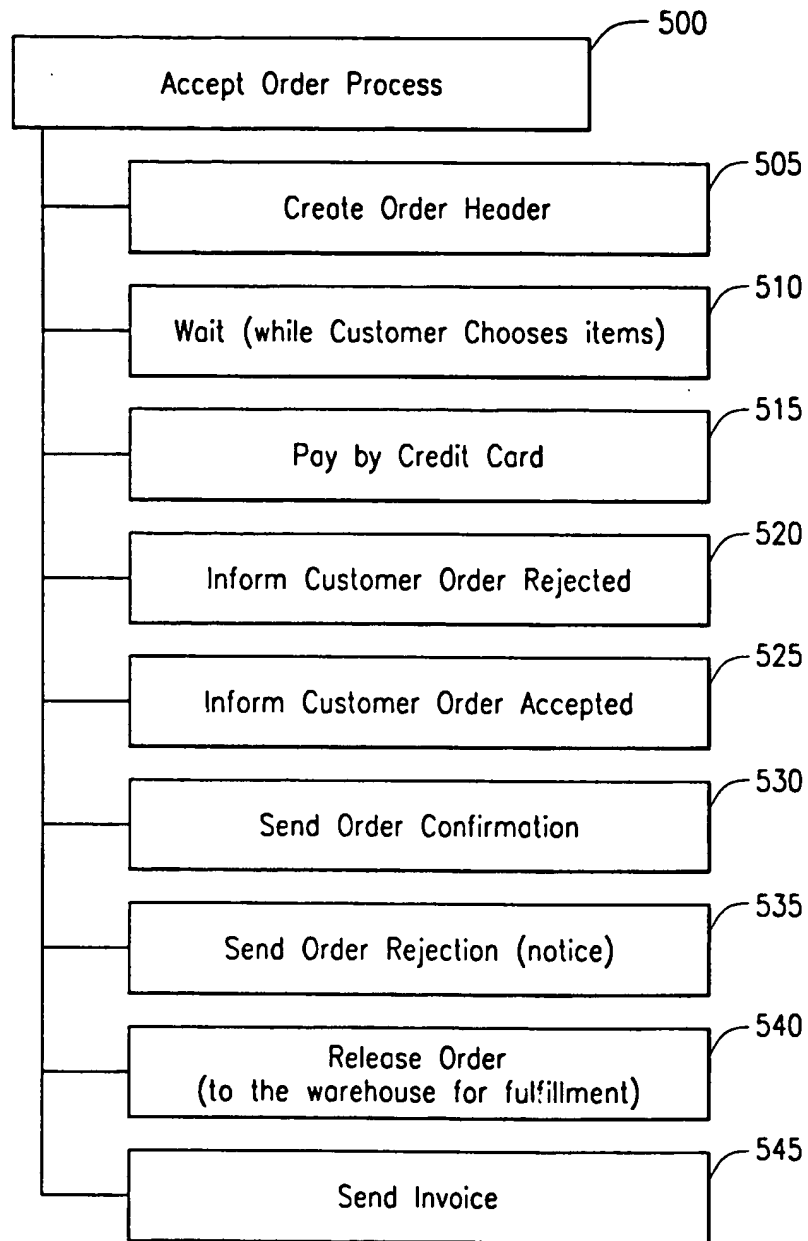 500
Accept Order Process
505
Create Order Header
510
Wait (while Customer Chooses items)
515
Pay by Credit Card
520
Inform Customer Order Rejected
525
Inform Customer Order Accepted
530
Send Order Confirmation
535
Send Order Rejection (notice)
540
Release Order
(to the warehouse for fulfillment)
545
Send Invoice